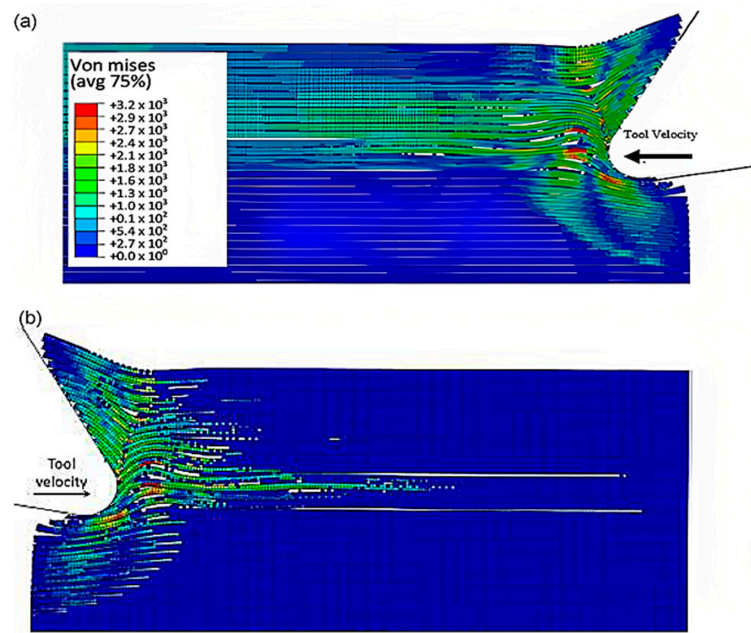 (a)
Von mises
(avg 75%)
+3.2 x 10³
+2.9 x 10³
+2.7 x 10³
+2.4 x 10³
+2.1 x 10³
+1.8 x 10³
+1.6 x 10³
+1.3 x 10³
+1.0 x 10³
+0.1 x 10²
+5.4 x 10²
+2.7 x 10²
+0.0 x 10⁰
Tool Velocity
(b)
Tool
velocity